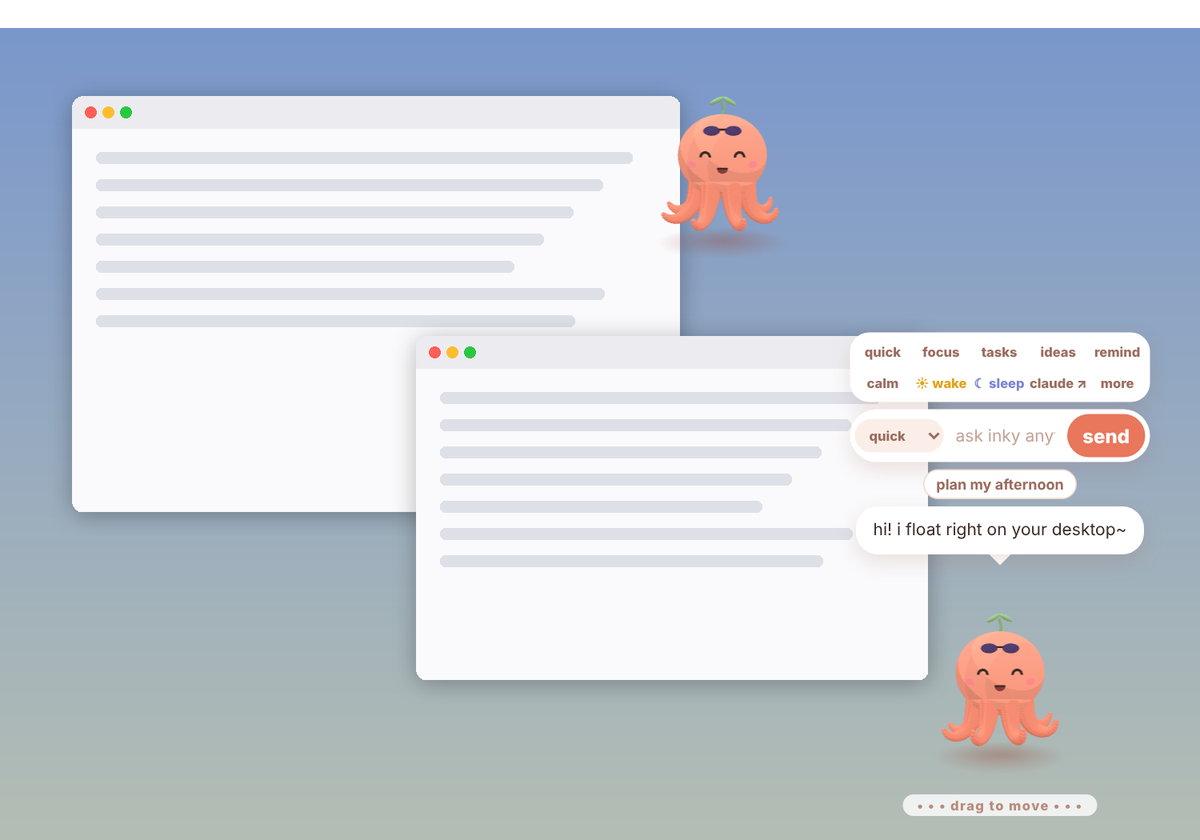 quick focus tasks ideas remind
calm ☀ wake ☾ sleep claude ↗ more
quick ask inky any send
plan my afternoon
hi! i float right on your desktop~
• • • drag to move • • •